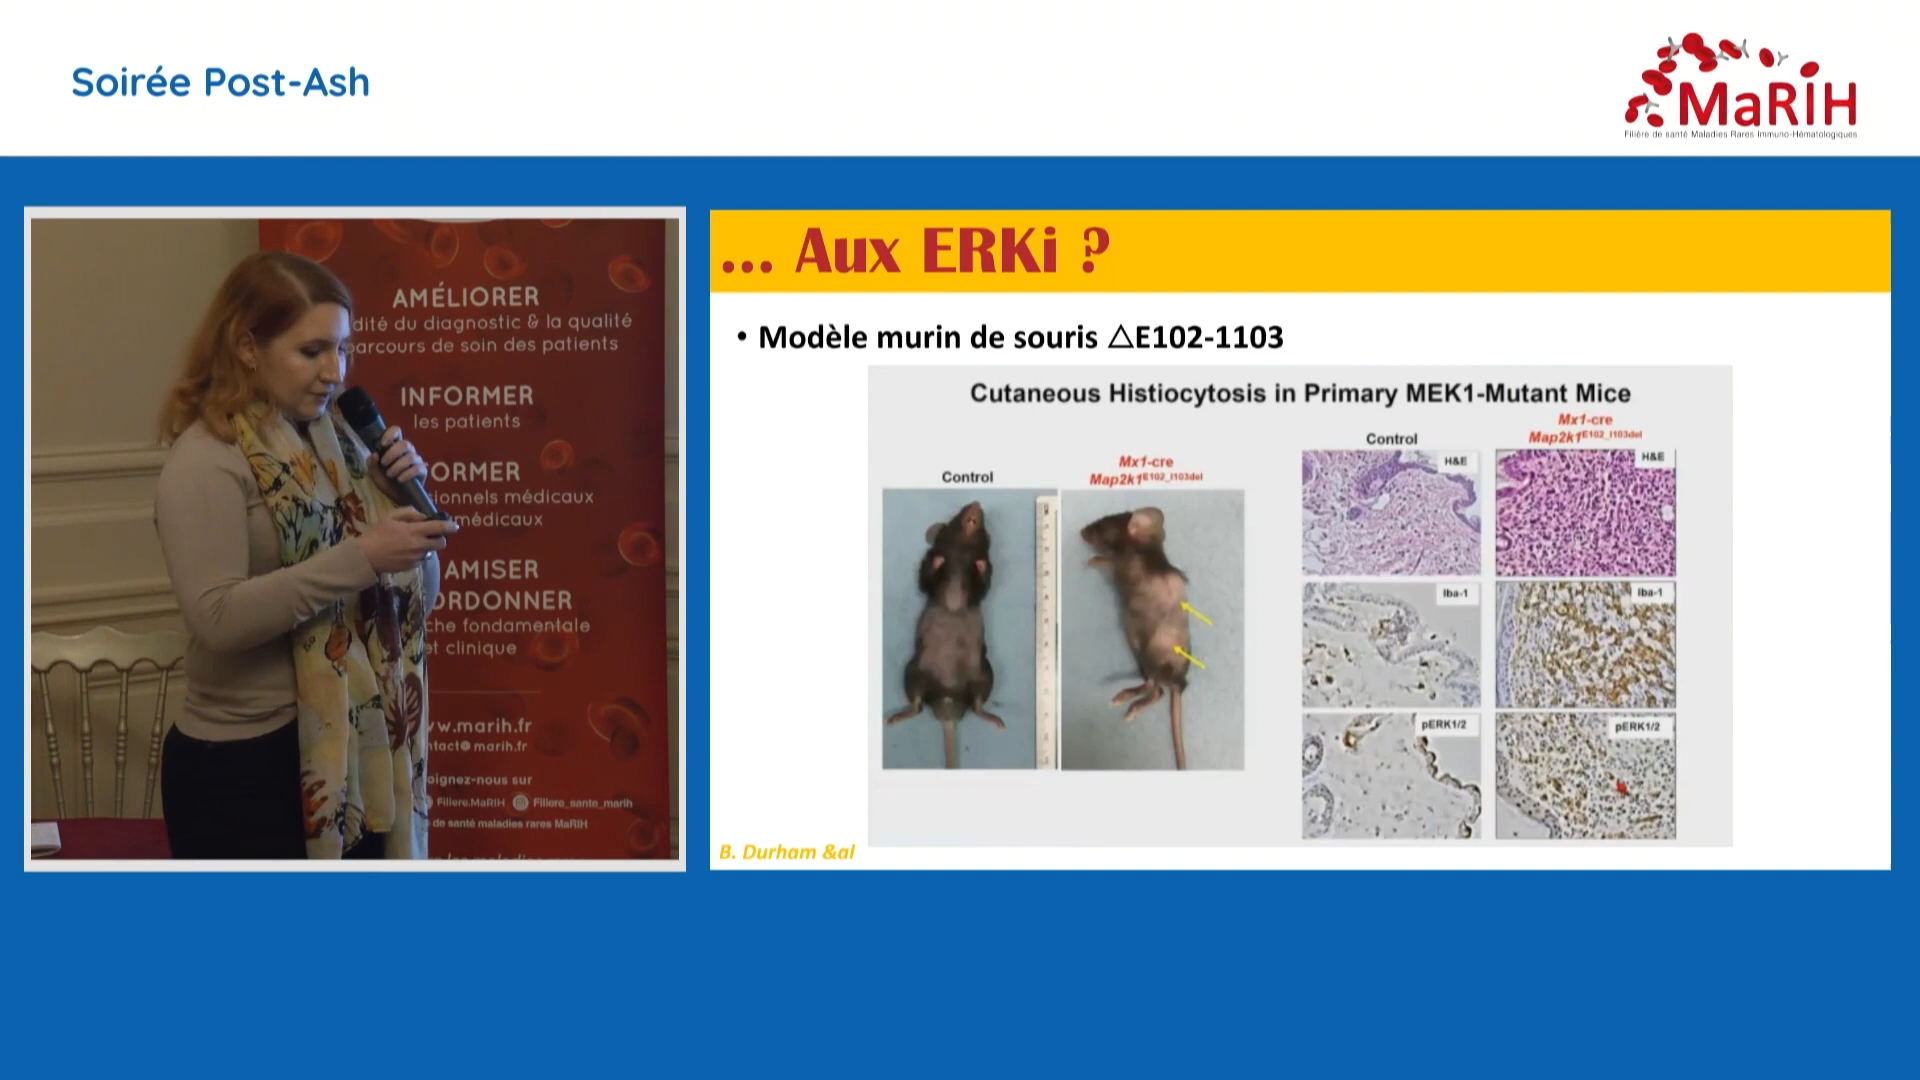 Soirée Post-Ash
MaRIH
Filière de santé Maladies Rares Immuno-Hématologiques
AMÉLIORER
dité du diagnostic & la qualité
parcours de soin des patients
INFORMER
les patients
ORMER
ionnels médicaux
médicaux
AMISER
ORDONNER
che fondamentale
et clinique
w.marih.fr
ntact@marih.fr
oignez-nous sur
Filiere.MaRIH
Filiere_sante_marih
de santé maladies rares MaRIH
... Aux ERKi ?
• Modèle murin de souris △E102-1103
Cutaneous Histiocytosis in Primary MEK1-Mutant Mice
Control
Mx1-cre
Map2k1E102_I103del
Control
Mx1-cre
Map2k1E102_I103del
H&E
H&E
Iba-1
Iba-1
pERK1/2
pERK1/2
B. Durham &al